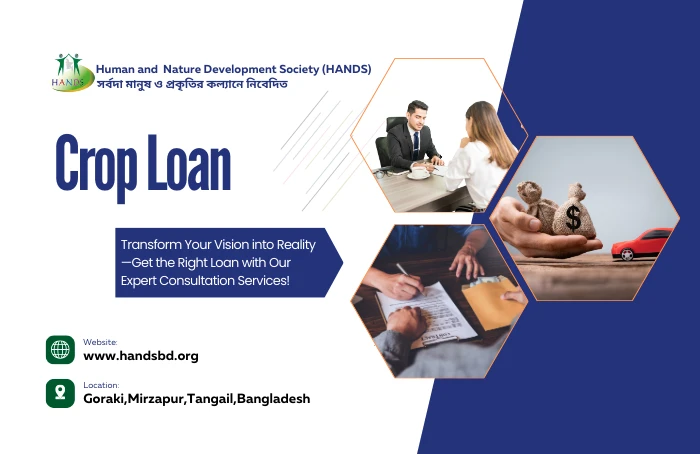 HANDS
Human and Nature Development Society (HANDS)
সর্বদা মানুষ ও প্রকৃতির কল্যানে নিবেদিত
Crop Loan
Transform Your Vision into Reality
—Get the Right Loan with Our
Expert Consultation Services!
$
Website:
www.handsbd.org
Location:
Goraki,Mirzapur,Tangail,Bangladesh